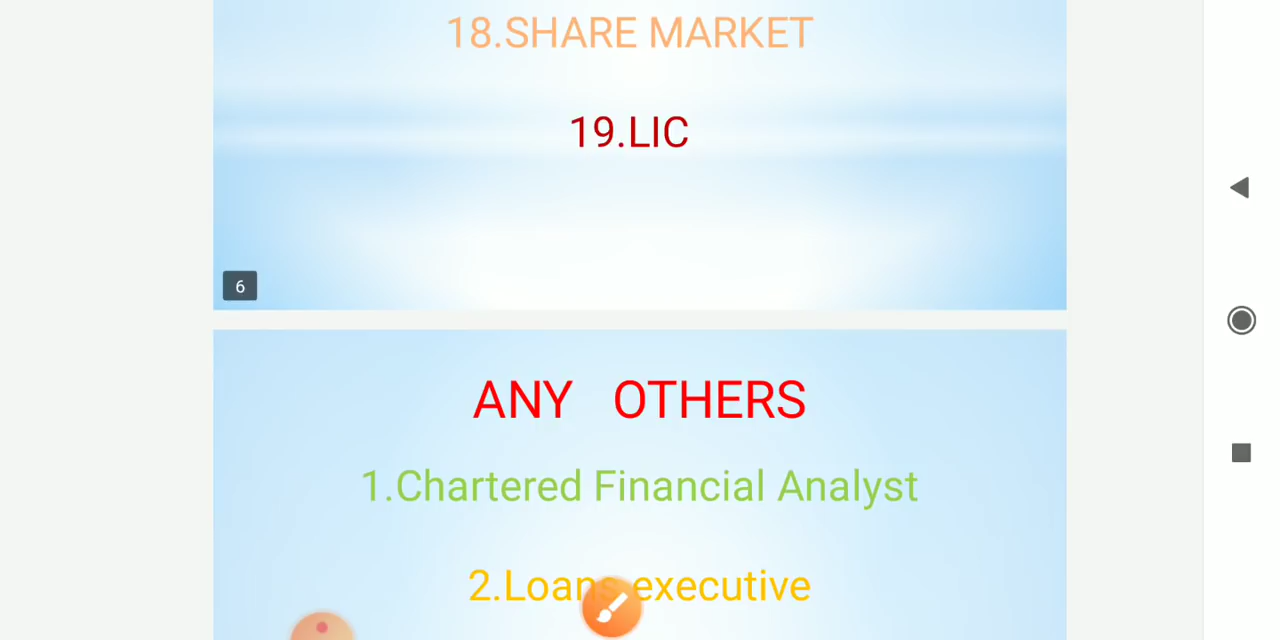 18.SHARE MARKET
19.LIC
6
ANY OTHERS
1.Chartered Financial Analyst
2.Loans executive